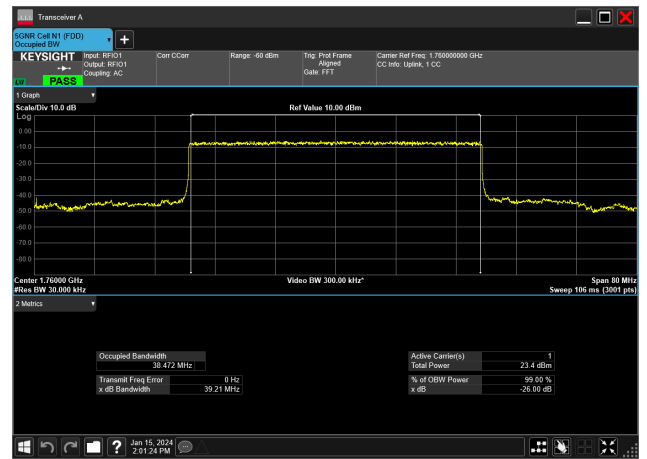 Transceiver A
5GNR Cell N1 (FDD)
Occupied BW
KEYSIGHT
LW PASS
Input: RFIO1
Output: RFIO1
Coupling: AC
Corr CCorr
Range: -60 dBm
Trig: Prot Frame
Aligned
Gate: FFT
Carrier Ref Freq: 1.760000000 GHz
CC Info: Uplink, 1 CC
1 Graph
Scale/Div 10.0 dB
Ref Value 10.00 dBm
Log
0.00
-10.0
-20.0
-30.0
-40.0
-50.0
-60.0
-70.0
-80.0
Center 1.76000 GHz
Video BW 300.00 kHz*
Span 80 MHz
#Res BW 30.000 kHz
Sweep 106 ms (3001 pts)
2 Metrics
Occupied Bandwidth
38.472 MHz
Transmit Freq Error 0 Hz
x dB Bandwidth 39.21 MHz
Active Carrier(s) 1
Total Power 23.4 dBm
% of OBW Power 99.00 %
x dB -26.00 dB
Jan 15, 2024
2:01:24 PM